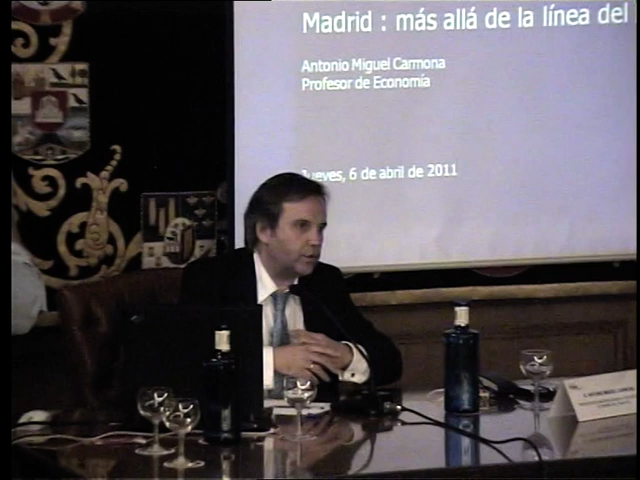 Madrid : más allá de la línea del
Antonio Miguel Carmona
Profesor de Economía
Jueves, 6 de abril de 2011